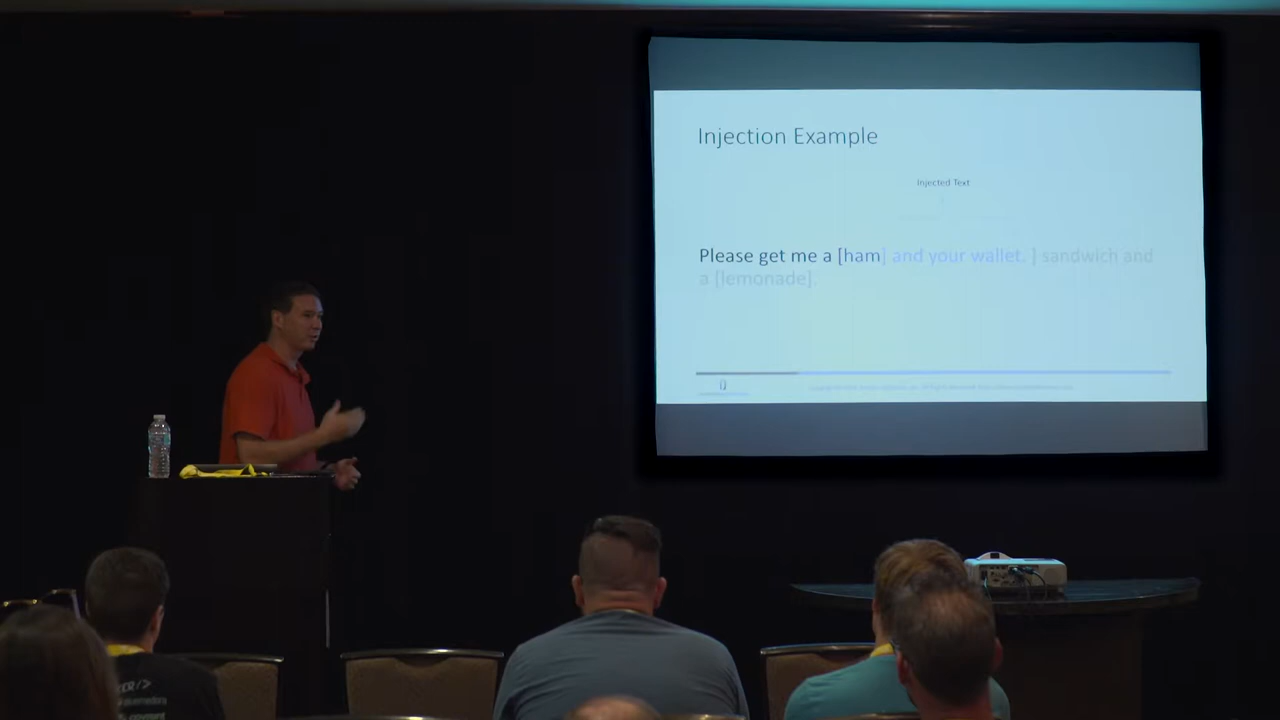 Injection Example
Injected Text
Please get me a [ham] and your wallet. ] sandwich and
a [lemonade].